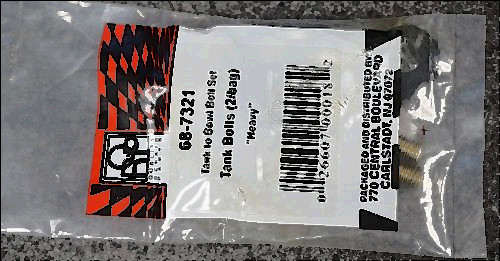 68-7321
Tank to Bowl Bolt Set
Tank Bolts (2/bag)
"Heavy"
PACKAGED AND DISTRIBUTED BY
770 CENTRAL BOULEVARD
CARLSTADT, NJ 07072